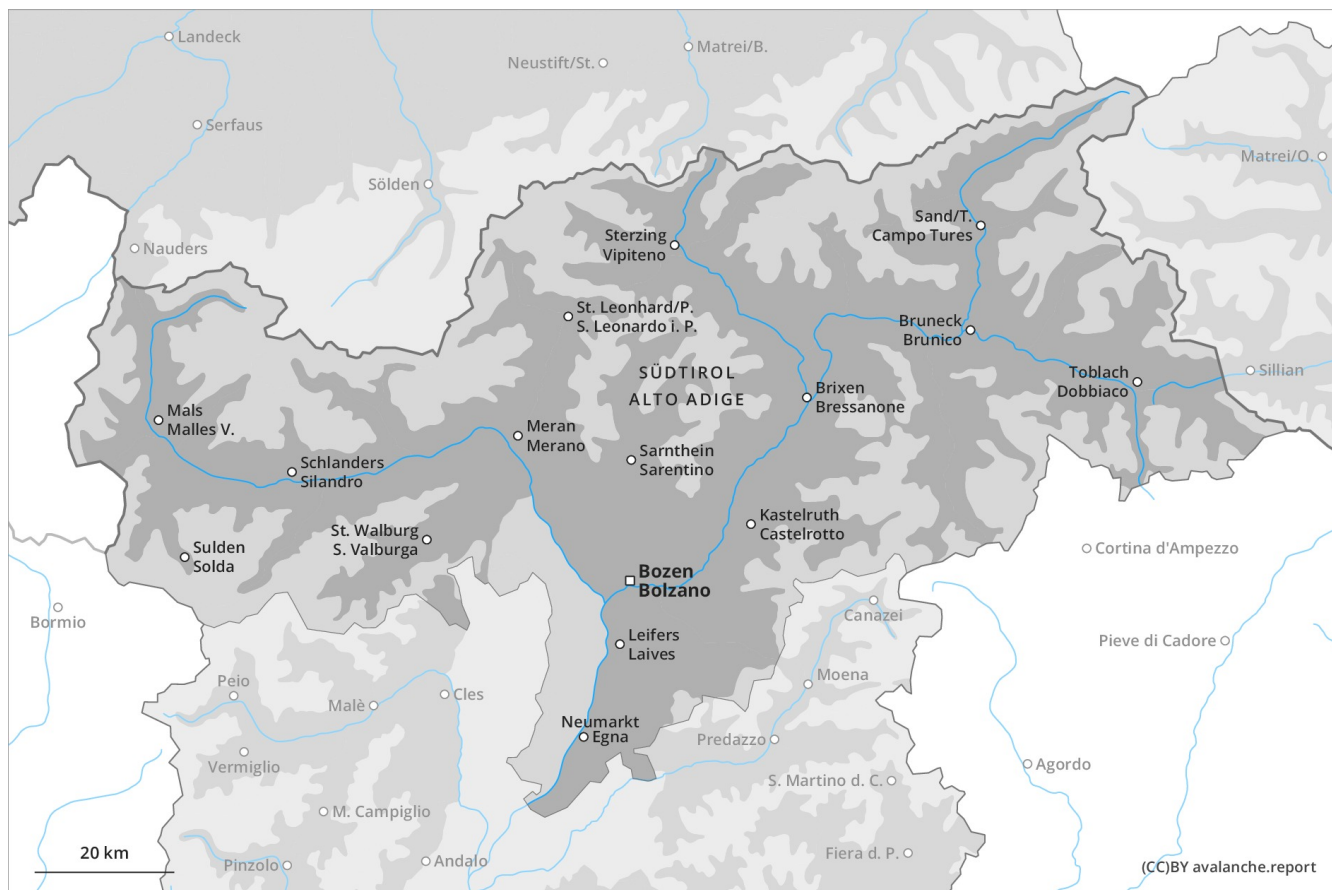 Landeck
Matrei/B.
Neustift/St.
Serfaus
Matrei/O.
Sölden
Sand/T.
Campo Tures
Nauders
Sterzing
Vipiteno
St. Leonhard/P.
S. Leonardo i. P.
Bruneck
Brunico
SÜDTIROL
ALTO ADIGE
Toblach
Dobbiaco
Sillian
Brixen
Bressanone
Mals
Malles V.
Meran
Merano
Schlanders
Silandro
Sarnthein
Sarentino
Kastelruth
Castelrotto
St. Walburg
S. Valburga
Sulden
Solda
Cortina d'Ampezzo
Bozen
Bolzano
Bormio
Canazei
Leifers
Laives
Pieve di Cadore
Peio
Moena
Malè
Cles
Neumarkt
Egna
Predazzo
Vermiglio
Agordo
S. Martino d. C.
M. Campiglio
20 km
Pinzolo
Andalo
Fiera d. P.
(CC)BY avalanche.report